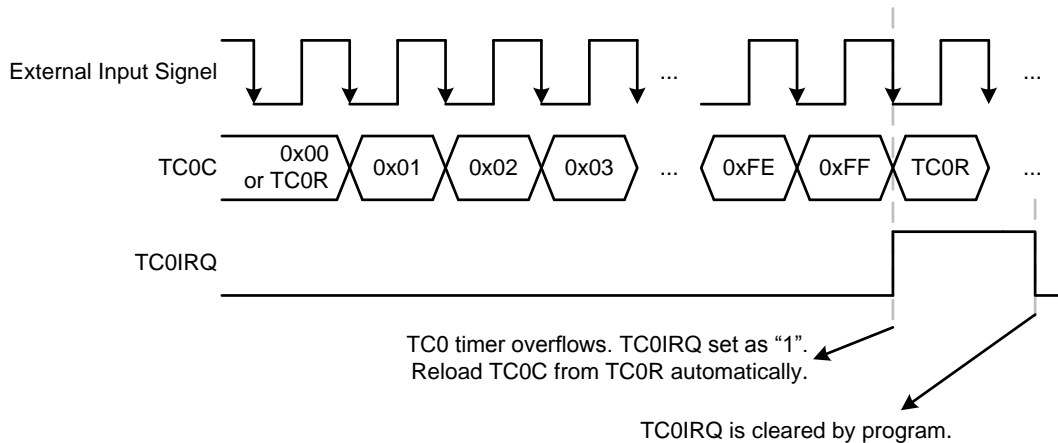 External Input Signel
...
...
TC0C
0x00
or TC0R
0x01
0x02
0x03
...
0xFE
0xFF
TC0R
...
TC0IRQ
TC0 timer overflows. TC0IRQ set as “1”.
Reload TC0C from TC0R automatically.
TC0IRQ is cleared by program.